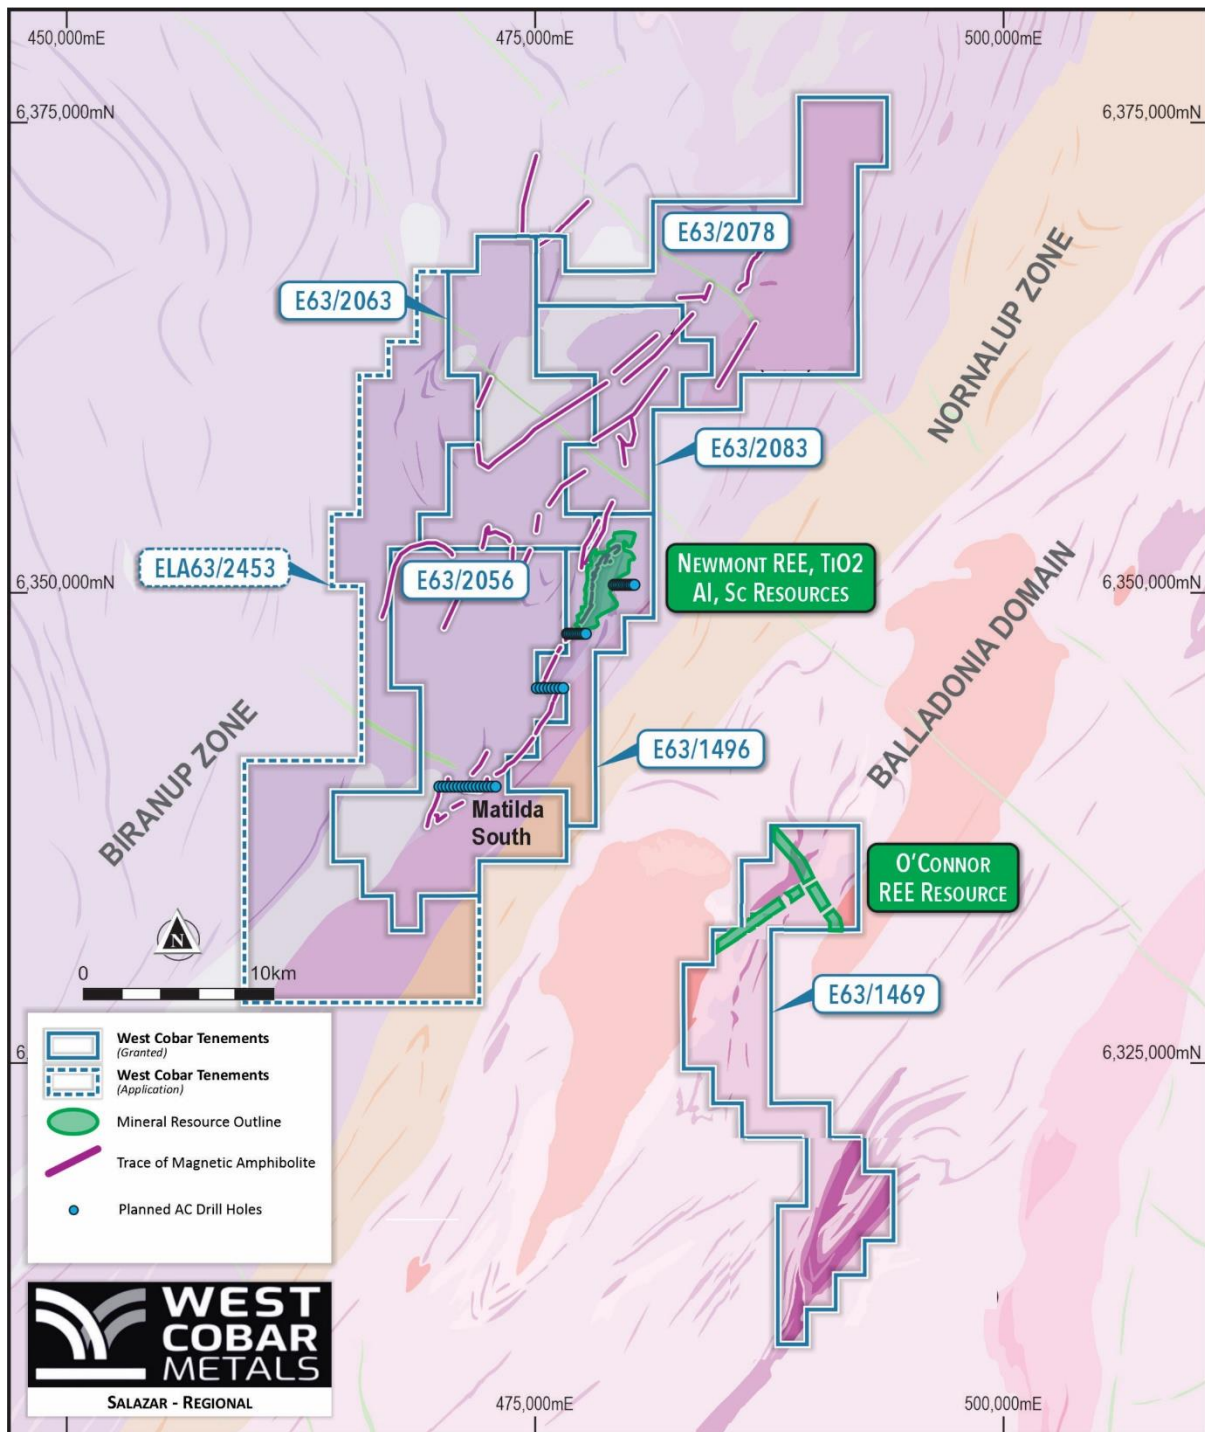 450,000mE
475,000mE
500,000mE
6,375,000mN
6,375,000mN
E63/2078
E63/2063
NORNALUP ZONE
E63/2083
ELA63/2453
E63/2056
NEWMONT REE, TIO2
AL, SC RESOURCES
6,350,000mN
6,350,000mN
BALLADONIA DOMAIN
BIRANUP ZONE
E63/1496
Matilda
South
O'CONNOR
REE RESOURCE
N
0
10km
E63/1469
West Cobar Tenements
(Granted)
6,
6,325,000mN
West Cobar Tenements
(Application)
Mineral Resource Outline
Trace of Magnetic Amphibolite
Planned AC Drill Holes
WEST
COBAR
METALS
SALAZAR - REGIONAL
475,000mE
500,000mE